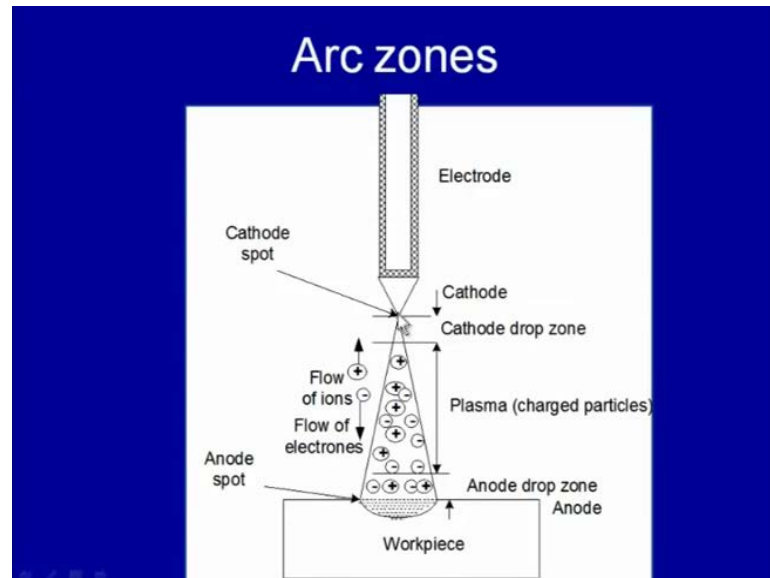 Arc zones
Electrode
Cathode
spot
Cathode
Cathode drop zone
Flow
of ions
Plasma (charged particles)
Flow of
electrones
Anode
spot
Anode drop zone
Anode
Workpiece